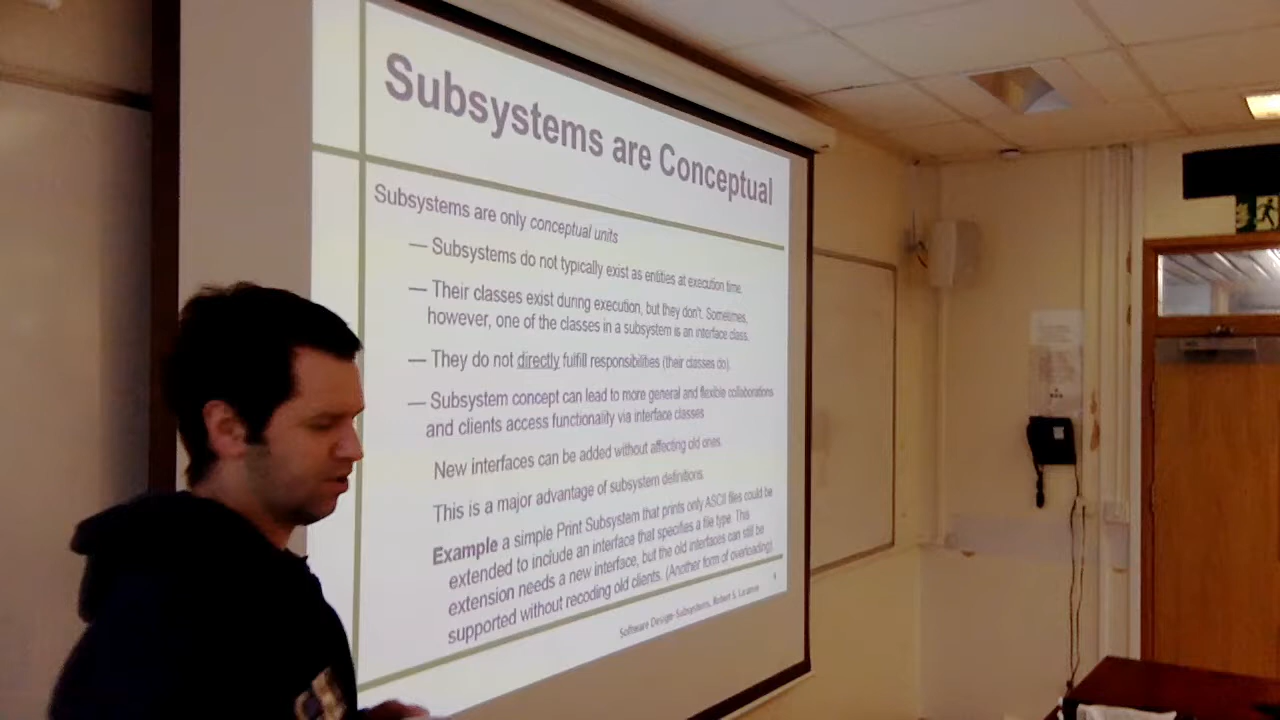 Subsystems are Conceptual
Subsystems are only conceptual units
— Subsystems do not typically exist as entities at execution time.
— Their classes exist during execution, but they don't. Sometimes,
however, one of the classes in a subsystem is an interface class.
— They do not directly fulfill responsibilities (their classes do).
— Subsystem concept can lead to more general and flexible collaborations
and clients access functionality via interface classes
New interfaces can be added without affecting old ones.
This is a major advantage of subsystem definitions.
Example a simple Print Subsystem that prints only ASCII files could be
extended to include an interface that specifies a file type. This
extension needs a new interface, but the old interfaces can still be
supported without recoding old clients. (Another form of overloading)
Software Design-Subsystems, Robert